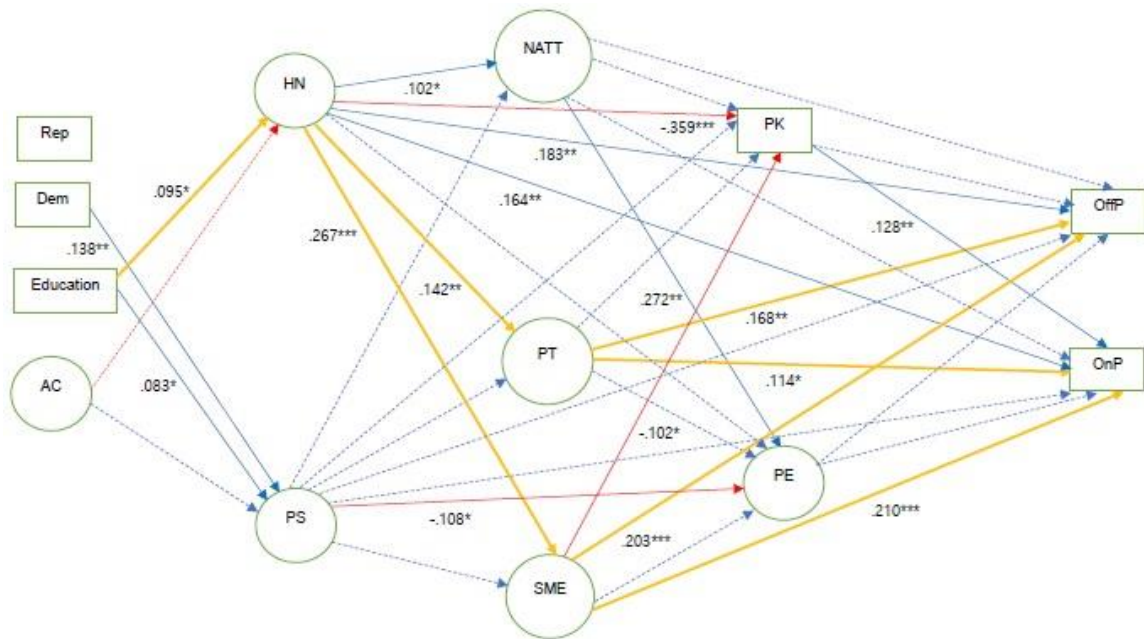 NATT
HN
.102*
Rep
-.359***
PK
.183**
Dem
.095*
.164**
OffP
.138**
.267***
.128**
Education
.142**
.272**
.168**
PT
AC
.083*
.114*
OnP
-.102*
PE
PS
-.108*
.210***
.203***
SME